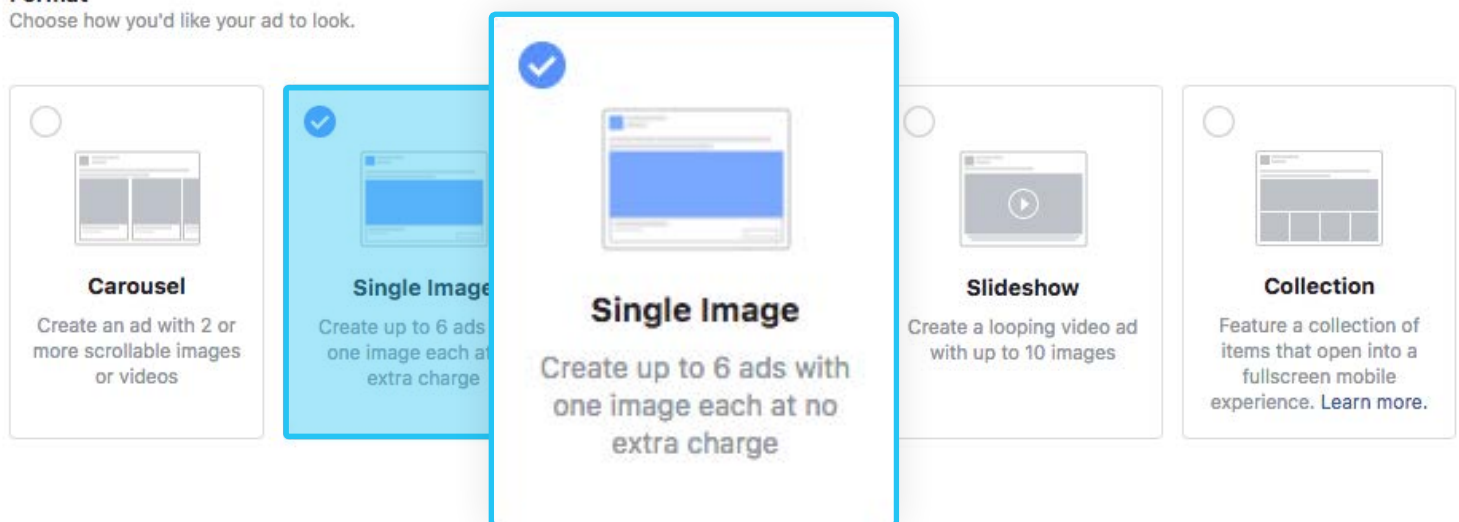 Choose how you'd like your ad to look.
Carousel
Create an ad with 2 or
more scrollable images
or videos
Single Image
Create up to 6 ads
one image each at
extra charge
Single Image
Create up to 6 ads with
one image each at no
extra charge
Slideshow
Create a looping video ad
with up to 10 images
Collection
Feature a collection of
items that open into a
fullscreen mobile
experience. Learn more.